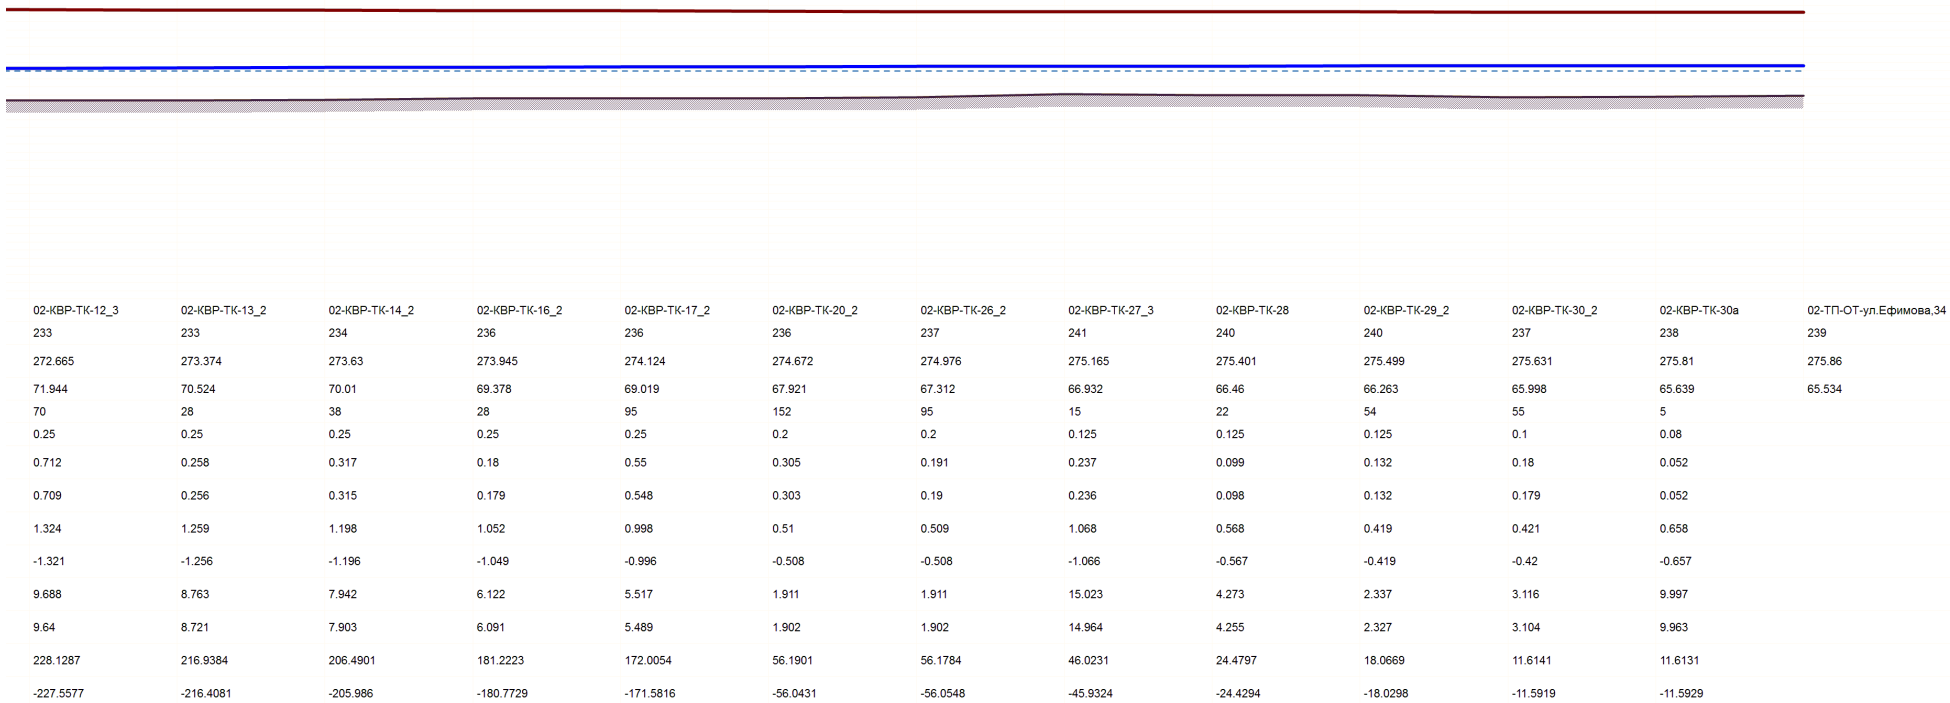 02-КВР-ТК-12_3 02-КВР-ТК-13_2 02-КВР-ТК-14_2 02-КВР-ТК-16_2 02-КВР-ТК-17_2 02-КВР-ТК-20_2 02-КВР-ТК-26_2 02-КВР-ТК-27_3 02-КВР-ТК-28 02-КВР-ТК-29_2 02-КВР-ТК-30_2 02-КВР-ТК-30а 02-ТП-ОТ-ул.Ефимова,34
233 233 234 236 236 236 237 241 240 240 237 238 239
272.665 273.374 273.63 273.945 274.124 274.672 274.976 275.165 275.401 275.499 275.631 275.81 275.86
71.944 70.524 70.01 69.378 69.019 67.921 67.312 66.932 66.46 66.263 65.998 65.639 65.534
70 28 38 28 95 152 95 15 22 54 55 5
0.25 0.25 0.25 0.25 0.25 0.2 0.2 0.125 0.125 0.125 0.1 0.08
0.712 0.258 0.317 0.18 0.55 0.305 0.191 0.237 0.099 0.132 0.18 0.052
0.709 0.256 0.315 0.179 0.548 0.303 0.19 0.236 0.098 0.132 0.179 0.052
1.324 1.259 1.198 1.052 0.998 0.51 0.509 1.068 0.568 0.419 0.421 0.658
-1.321 -1.256 -1.196 -1.049 -0.996 -0.508 -0.508 -1.066 -0.567 -0.419 -0.42 -0.657
9.688 8.763 7.942 6.122 5.517 1.911 1.911 15.023 4.273 2.337 3.116 9.997
9.64 8.721 7.903 6.091 5.489 1.902 1.902 14.964 4.255 2.327 3.104 9.963
228.1287 216.9384 206.4901 181.2223 172.0054 56.1901 56.1784 46.0231 24.4797 18.0669 11.6141 11.6131
-227.5577 -216.4081 -205.986 -180.7729 -171.5816 -56.0431 -56.0548 -45.9324 -24.4294 -18.0298 -11.5919 -11.5929